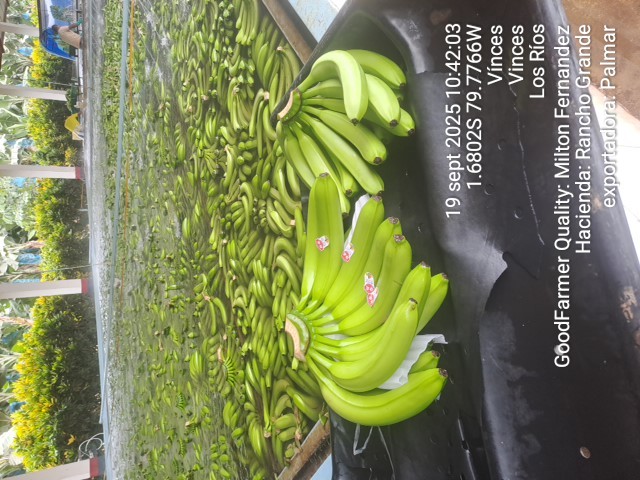 19 sept 2025 10:42:03
1.6802S 79.7766W
Vínces
Vinces
Los Ríos
GoodFarmer Quality: Milton Fernandez
Hacienda: Rancho Grande
exportadora: Palmar